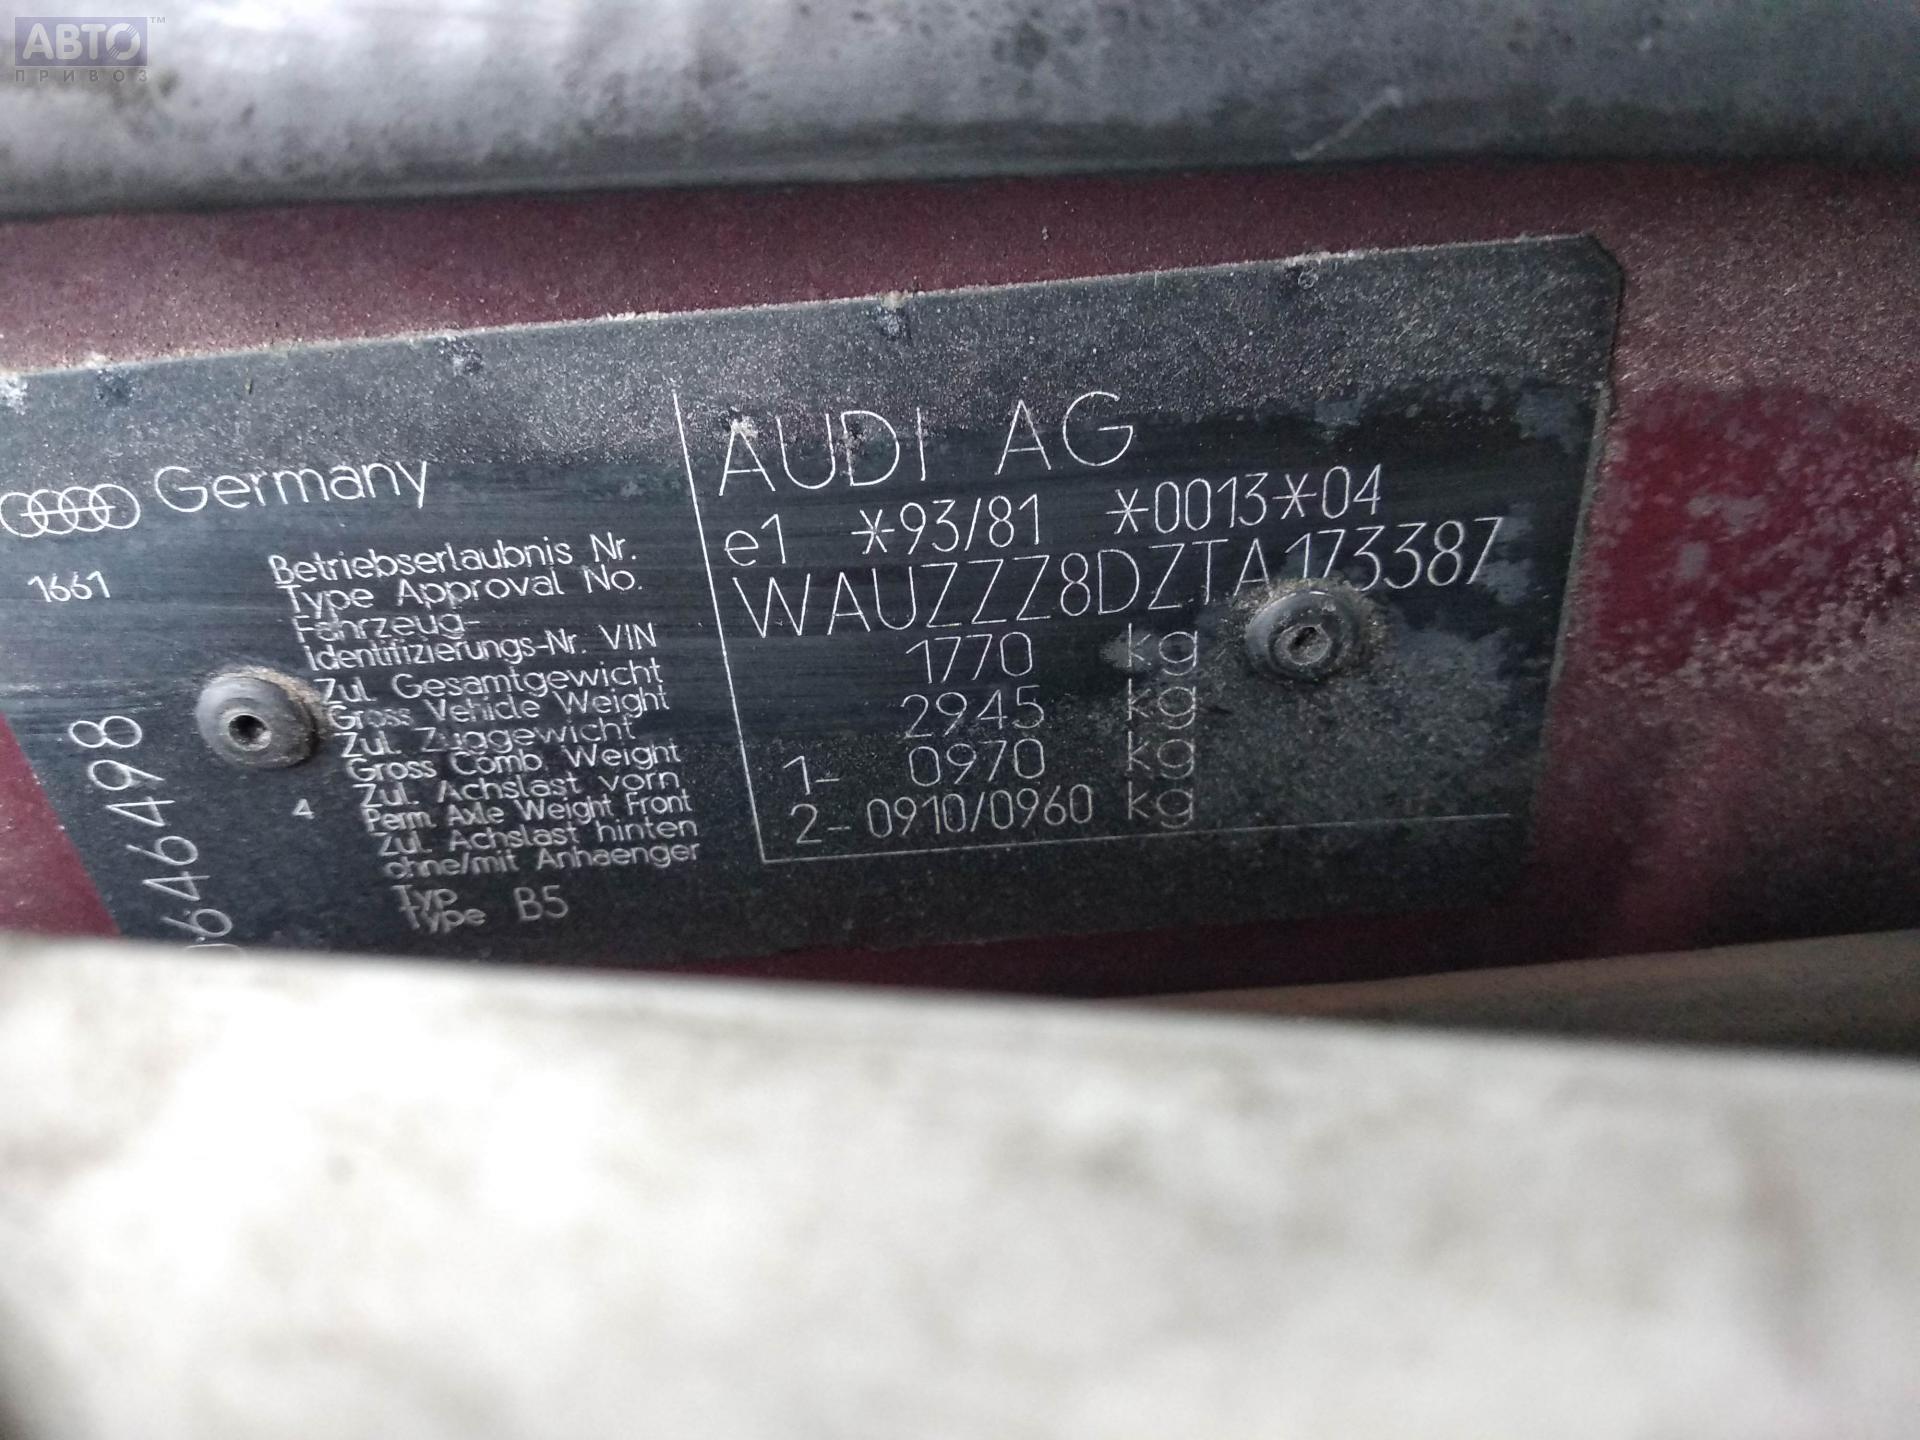 АВТО™
ПРИВОЗ
Germany
1661
AUDI AG
Betriebserlaubnis Nr.
Type Approval No.
e1 *93/81 *0013*04
Fahrzeug-
Identifizierungs-Nr. VIN
WAUZZZ8DZTA173387
Zul. Gesamtgewicht
Gross Vehicle Weight
1770 kg
Zul. Zuggewicht
Gross Comb. Weight
2945 kg
Zul. Achslast vorn
Perm. Axle Weight Front
1- 0970 kg
4
Zul. Achslast hinten
ohne/mit Anhaenger
2- 0910/0960 kg
Typ
Type B5
646498